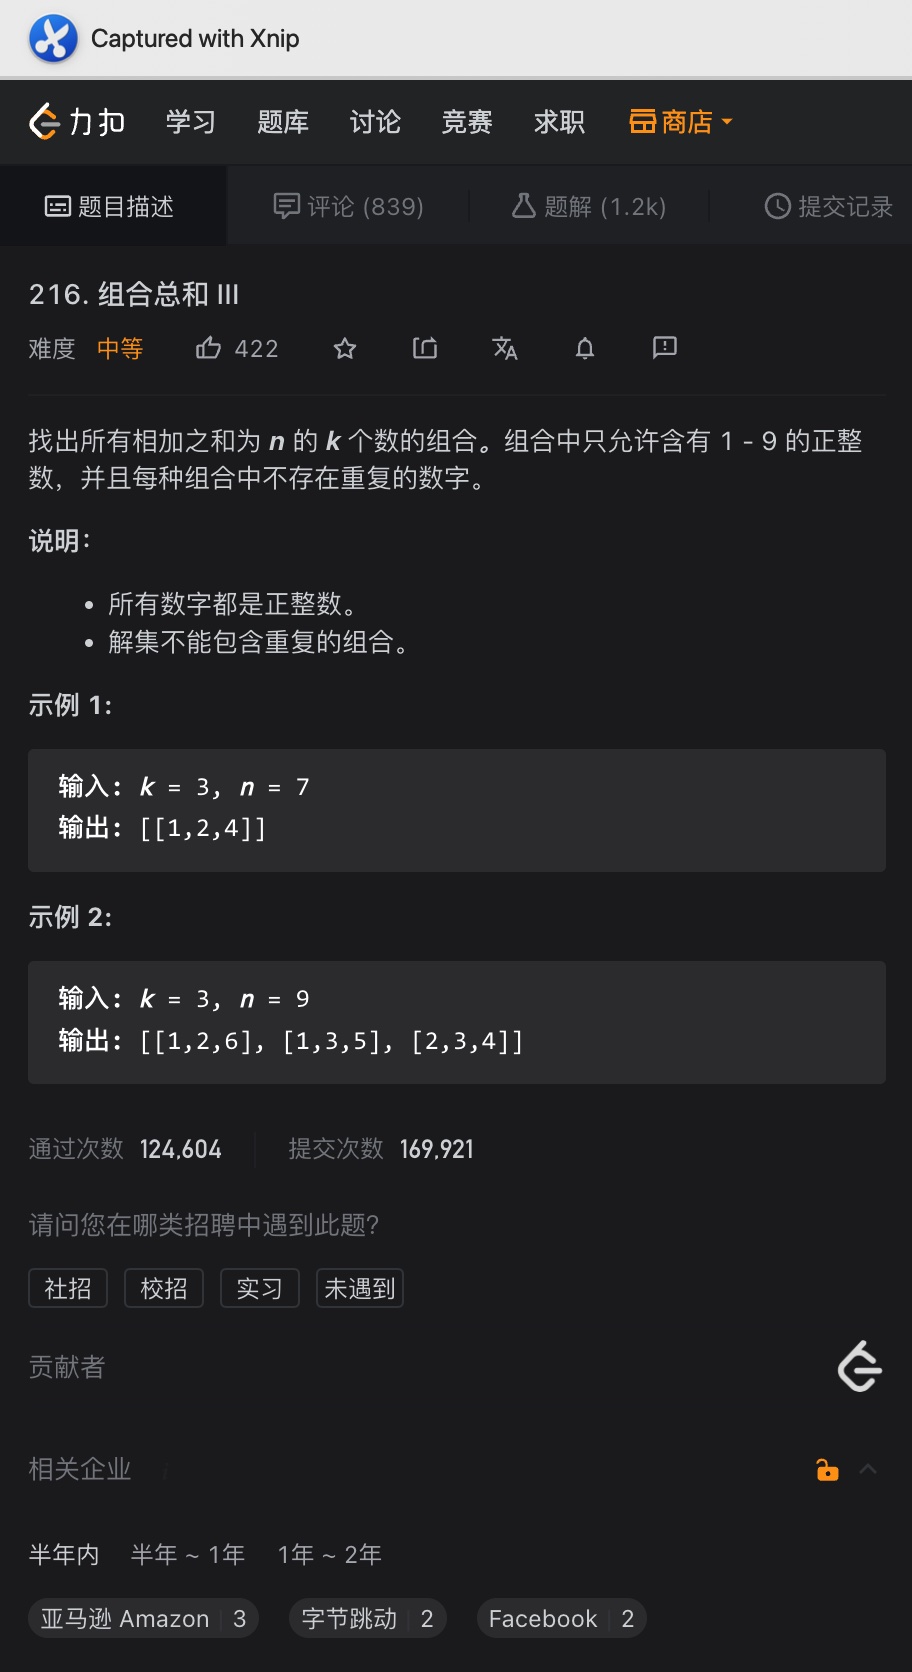 Captured with Xnip
力扣 学习 题库 讨论 竞赛 求职 商店
题目描述 评论 (839) 题解 (1.2k) 提交记录
216. 组合总和 III
难度 中等 422
找出所有相加之和为 n 的 k 个数的组合。组合中只允许含有 1 - 9 的正整
数，并且每种组合中不存在重复的数字。
说明：
• 所有数字都是正整数。
• 解集不能包含重复的组合。
示例 1:
输入: k = 3, n = 7
输出: [[1,2,4]]
示例 2:
输入: k = 3, n = 9
输出: [[1,2,6], [1,3,5], [2,3,4]]
通过次数 124,604 提交次数 169,921
请问您在哪类招聘中遇到此题?
社招 校招 实习 未遇到
贡献者
相关企业
半年内 半年 ~ 1年 1年 ~ 2年
亚马逊 Amazon 3 字节跳动 2 Facebook 2